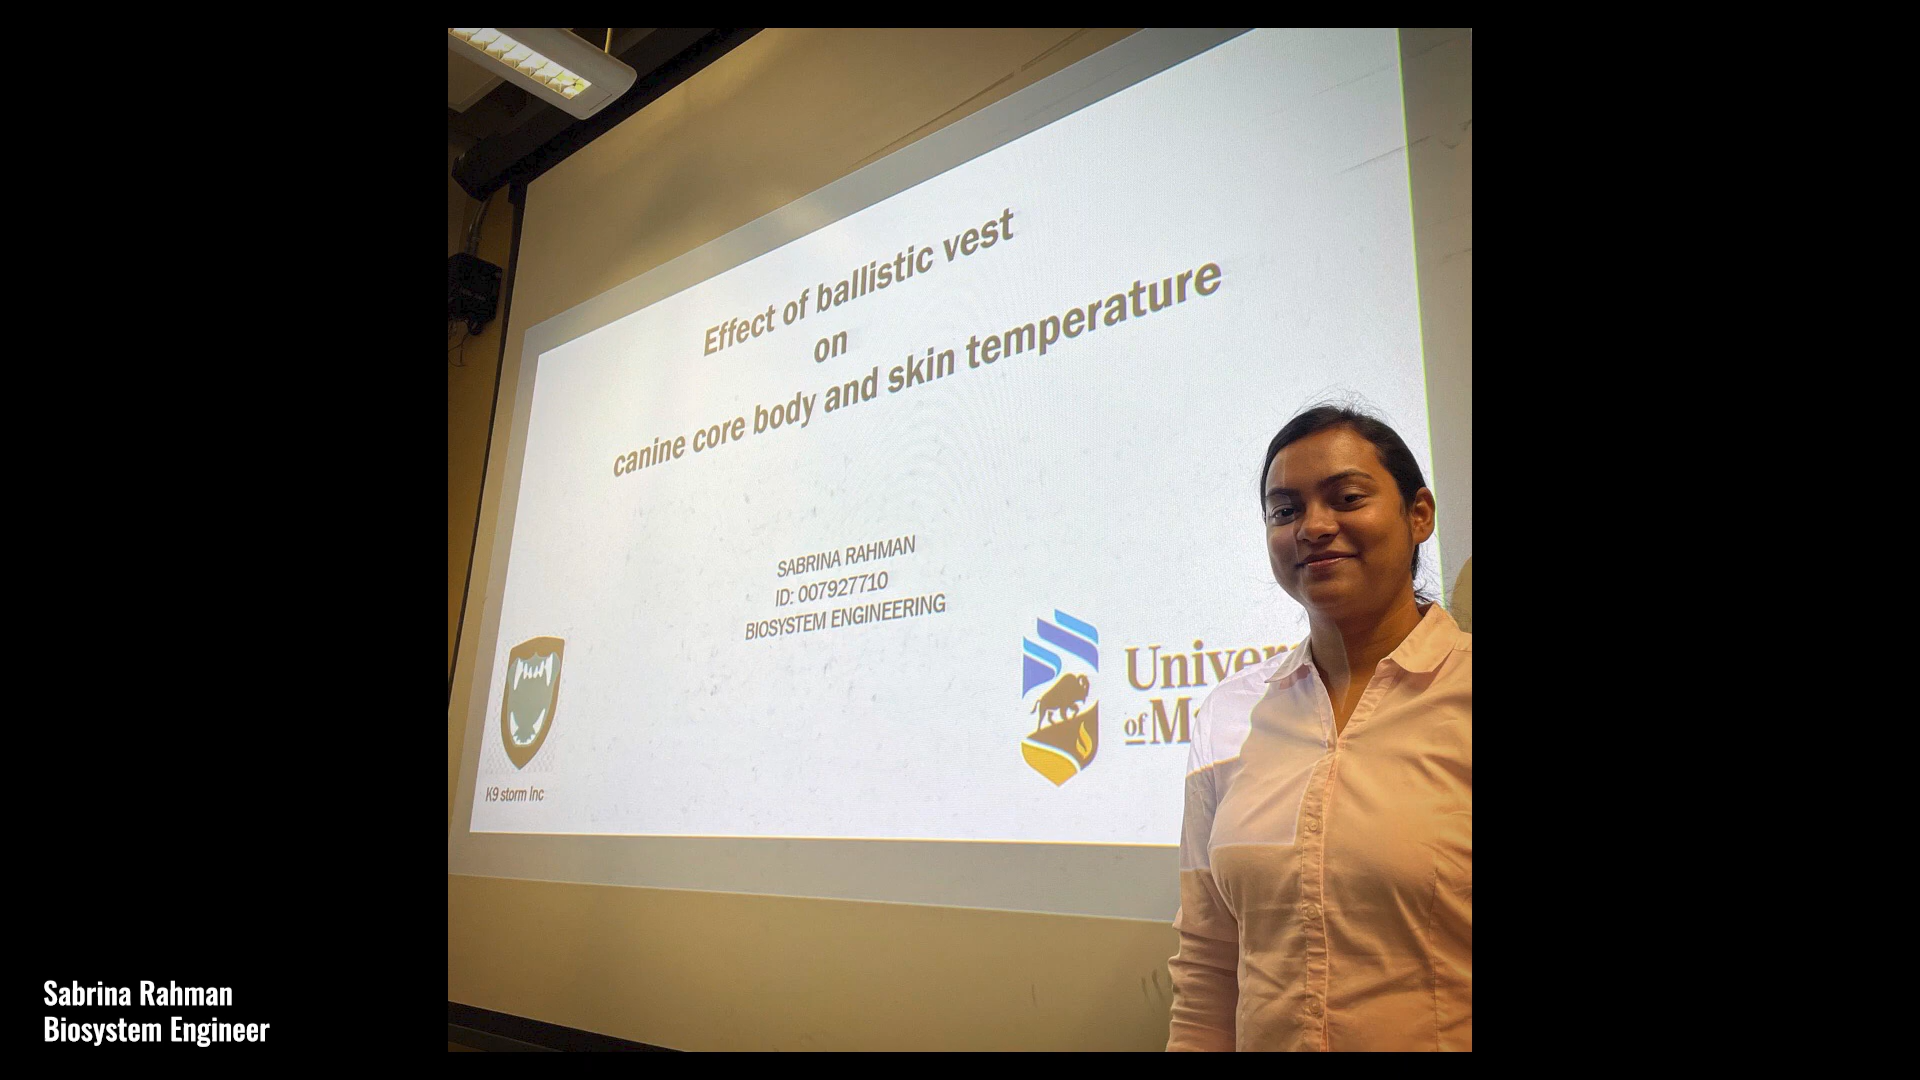 Effect of ballistic vest
on
canine core body and skin temperature
SABRINA RAHMAN
ID: 007927710
BIOSYSTEM ENGINEERING
K9 storm Inc
of
Sabrina Rahman
Biosystem Engineer